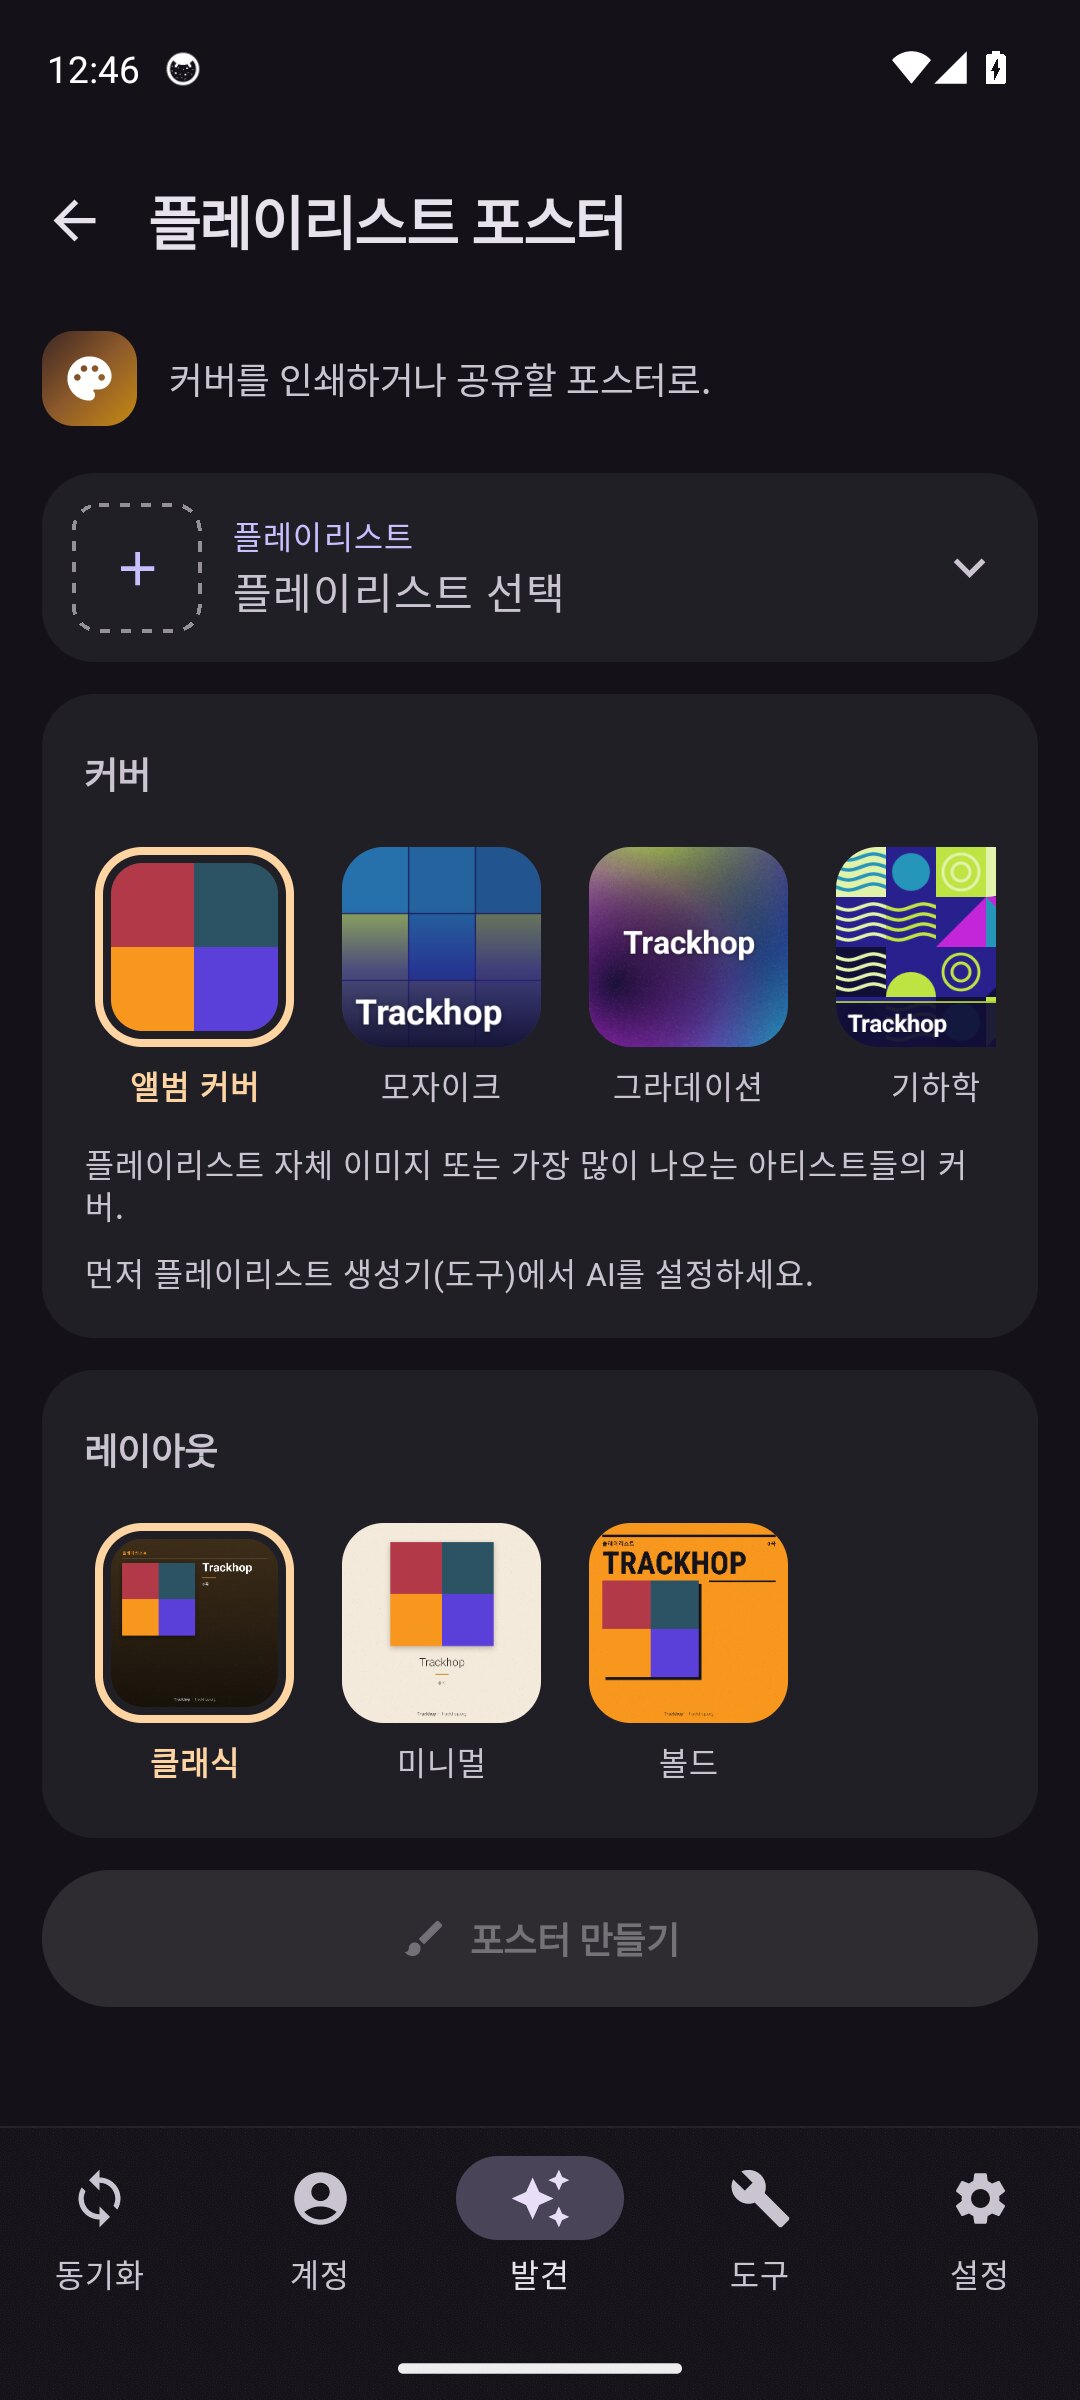 12:46
플레이리스트 포스터
커버를 인쇄하거나 공유할 포스터로.
플레이리스트
플레이리스트 선택
커버
Trackhop
Trackhop
Trackhop
앨범 커버
모자이크
그라데이션
기하학
플레이리스트 자체 이미지 또는 가장 많이 나오는 아티스트들의 커
버.
먼저 플레이리스트 생성기(도구)에서 AI를 설정하세요.
레이아웃
Trackhop
Trackhop
플레이리스트
TRACKHOP
클래식
미니멀
볼드
포스터 만들기
동기화
계정
발견
도구
설정